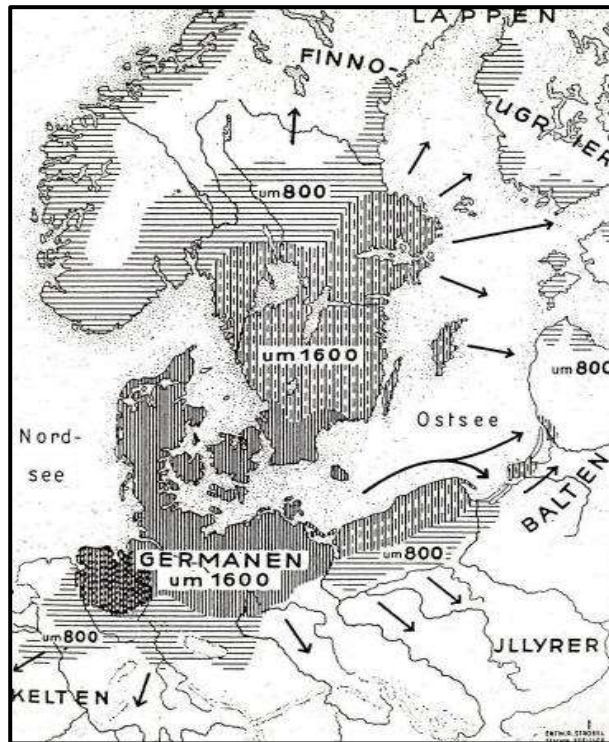 LAPPEN
FINNO-
UGRIER
um 800
um 1600
um 800
Nord-
see
Ostsee
BALTEN
GERMANEN
um 1600
um 800
um 800
JLLYRER
KELTEN